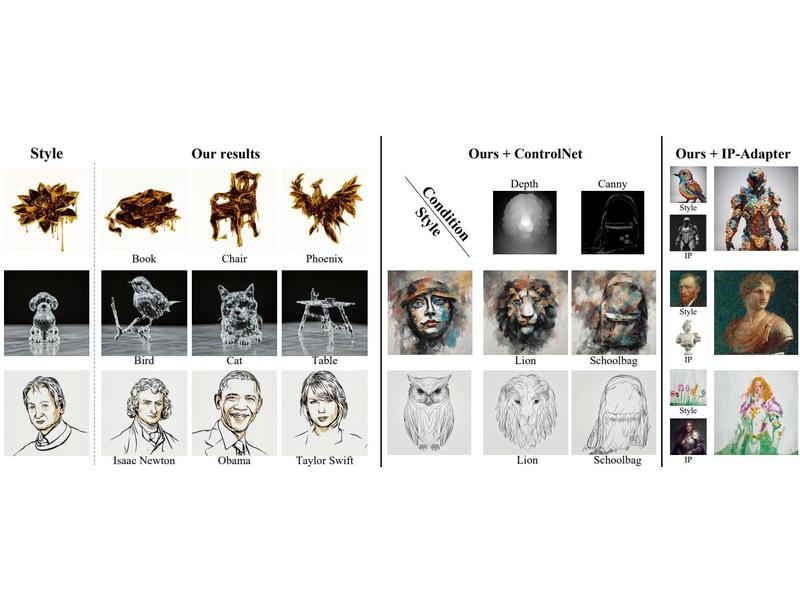 Style
Our results
Ours + ControlNet
Ours + IP-Adapter
Book
Chair
Phoenix
Bird
Cat
Table
Isaac Newton
Obama
Taylor Swift
Condition
Style
Depth
Canny
Lion
Schoolbag
Lion
Schoolbag
Style
IP
Style
IP
Style
IP